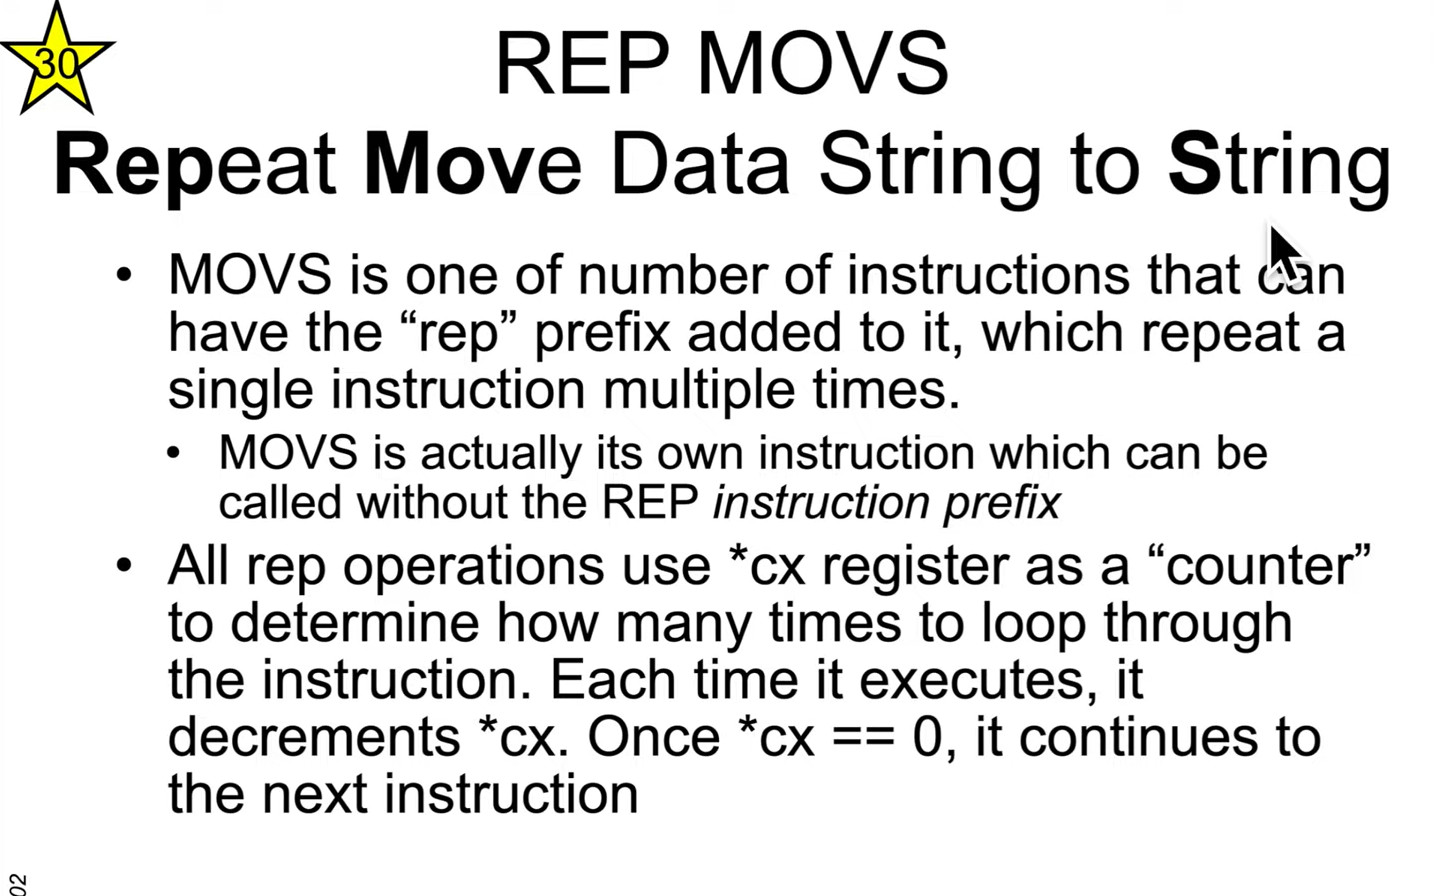 30
REP MOVS
Repeat Move Data String to String
• MOVS is one of number of instructions that can
have the “rep” prefix added to it, which repeat a
single instruction multiple times.
• MOVS is actually its own instruction which can be
called without the REP instruction prefix
• All rep operations use *cx register as a “counter”
to determine how many times to loop through
the instruction. Each time it executes, it
decrements *cx. Once *cx == 0, it continues to
the next instruction
02